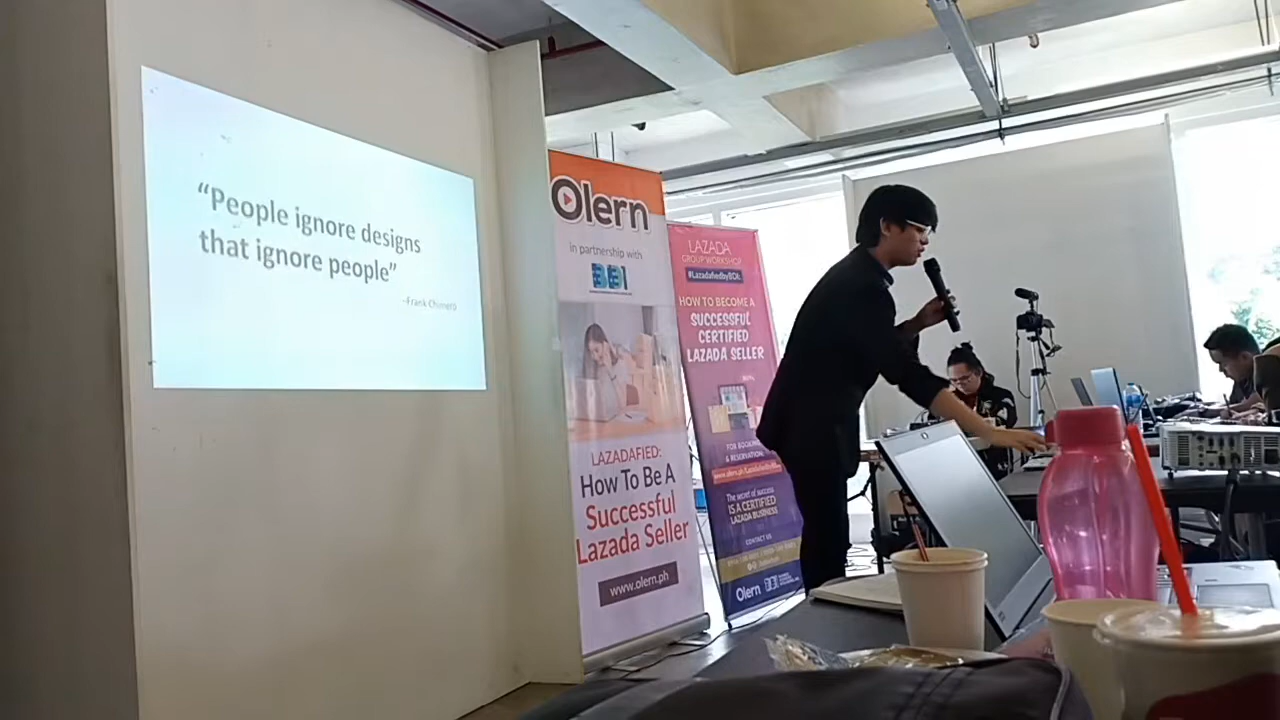 “People ignore designs
that ignore people”
-Frank Chimero
Olern
in partnership with
BBI
LAZADAFIED:
How To Be A
Successful
Lazada Seller
www.olern.ph
LAZADA
GROUP WORKSHOP
HOW TO BECOME A
SUCCESSFUL
CERTIFIED
LAZADA SELLER
FOR BOOKING
& RESERVATION:
The secret of success
IS A CERTIFIED
LAZADA BUSINESS
CONTACT US
Olern